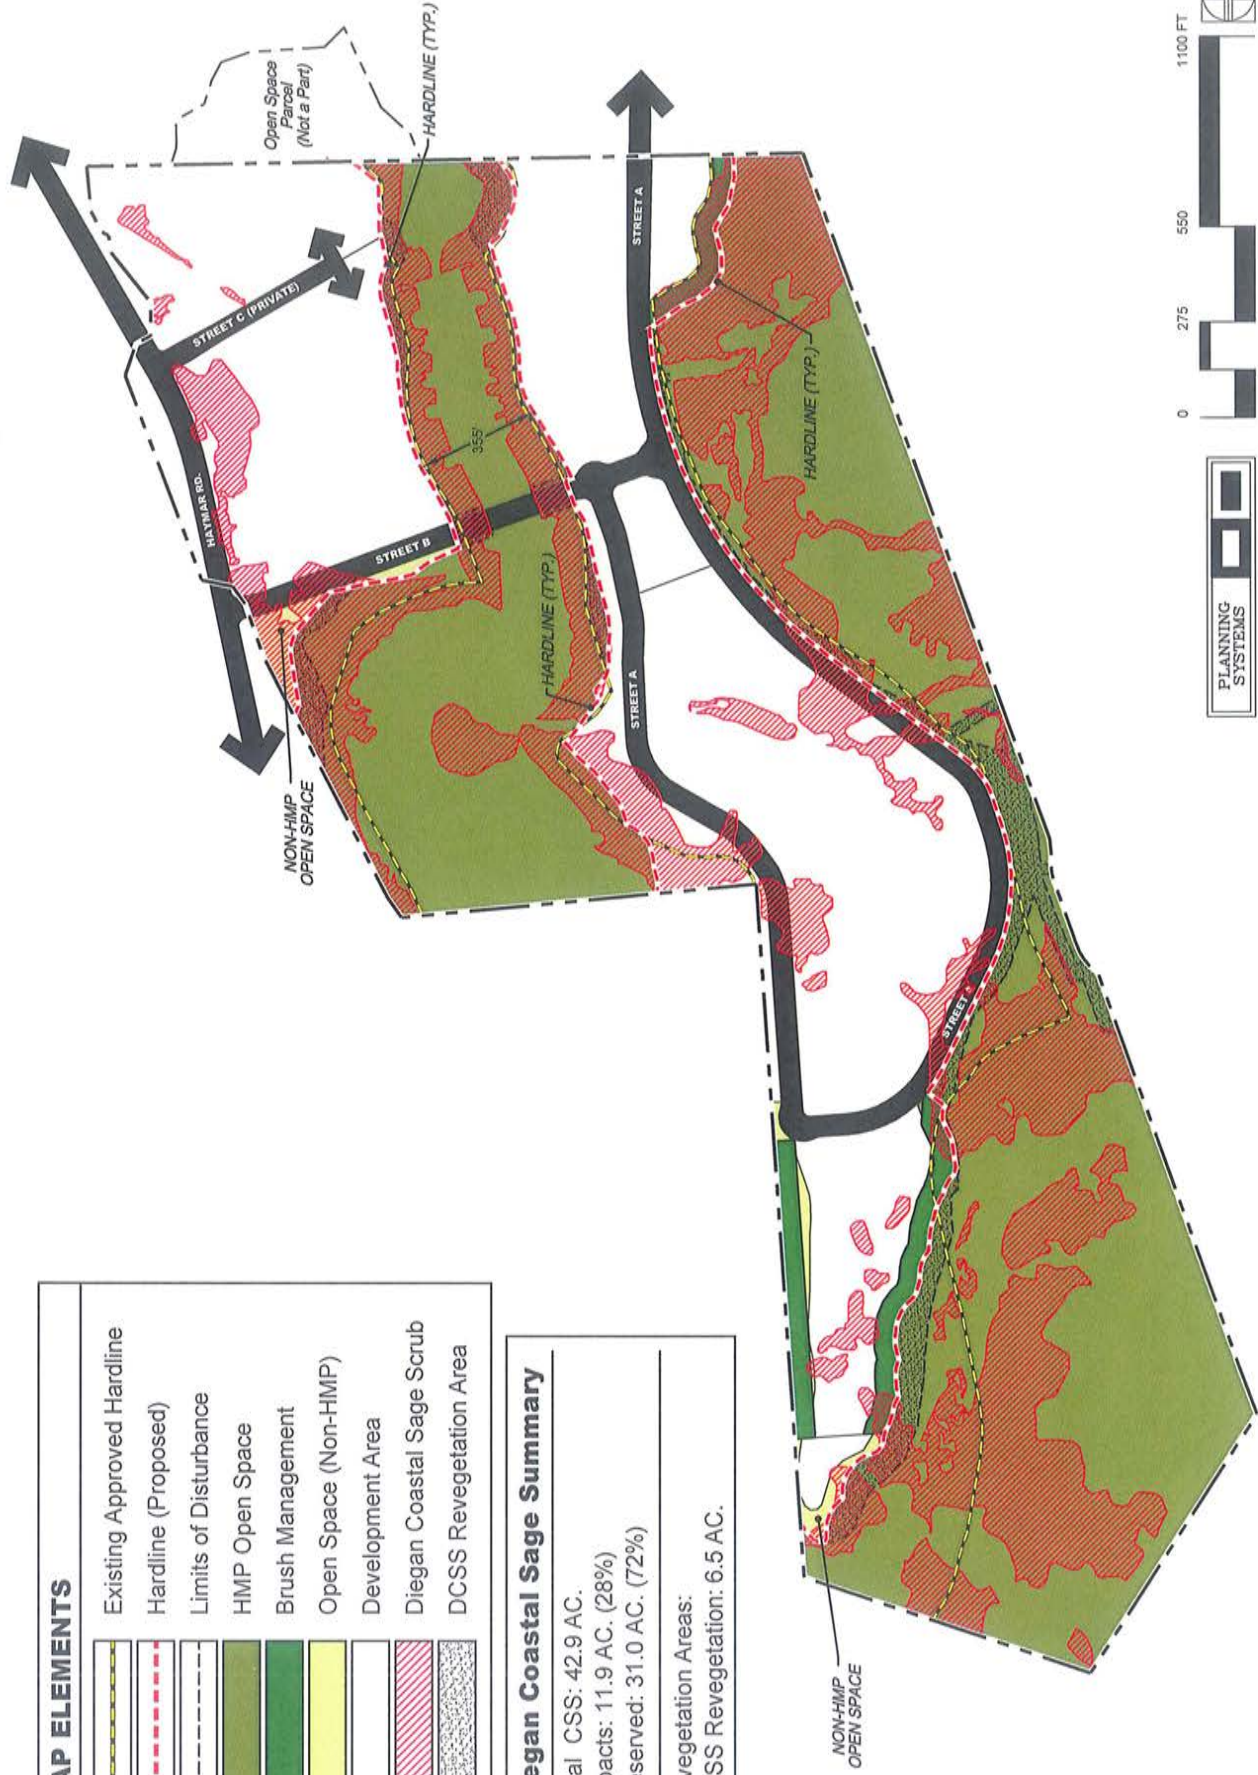 AP ELEMENTS
Existing Approved Hardline
Hardline (Proposed)
Limits of Disturbance
HMP Open Space
Brush Management
Open Space (Non-HMP)
Development Area
Diegan Coastal Sage Scrub
DCSS Revegetation Area
egan Coastal Sage Summary
al CSS: 42.9 AC.
pacts: 11.9 AC. (28%)
served: 31.0 AC. (72%)
vegetation Areas:
SS Revegetation: 6.5 AC.
Open Space
Parcel
(Not a Part)
HARDLINE (TYP.)
STREET C (PRIVATE)
HAYMAR RD.
STREET B
STREET A
355'
HARDLINE (TYP.)
HARDLINE (TYP.)
STREET A
NON-HMP
OPEN SPACE
STREET A
NON-HMP
OPEN SPACE
PLANNING
SYSTEMS
0
275
550
1100 FT